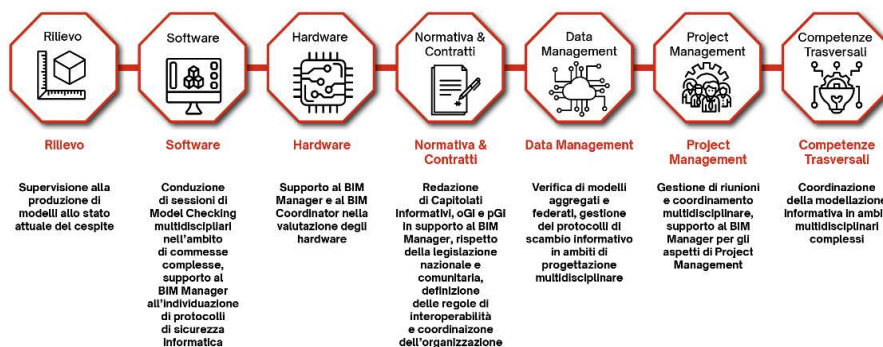 Rilievo
Software
Hardware
Normativa &
Contratti
Data
Management
Project
Management
Competenze
Trasversali
Rilievo
Software
Hardware
Normativa &
Contratti
Data Management
Project
Management
Competenze
Trasversali
Supervisione alla
produzione di
modelli allo stato
attuale del cespite
Conduzione
di sessioni di
Model Checking
multidiscipliari
nell'ambito
di commesse
complesse,
supporto al
BIM Manager
all'individuazione
di protocolli
di sicurezza
informatica
Supporto al BIM
Manager e al BIM
Coordinator nella
valutazione degli
hardware
Redazione
di Capitolati
Informativi, oGI e pGI
in supporto al BIM
Manager, rispetto
della legislazione
nazionale e
comunitaria,
definizione
delle regole di
interoperabilità
e coordinaizone
dell'organizzazione
Verifica di modelli
aggregati e
federati, gestione
dei protocolli di
scambio informativo
in ambiti di
progettazione
multidisciplinare
Gestione di riunioni
e coordinamento
multidisciplinare,
supporto al BIM
Manager per gli
aspetti di Project
Management
Coordinazione
della modellazione
informativa in ambiti
multidisciplinari
complessi